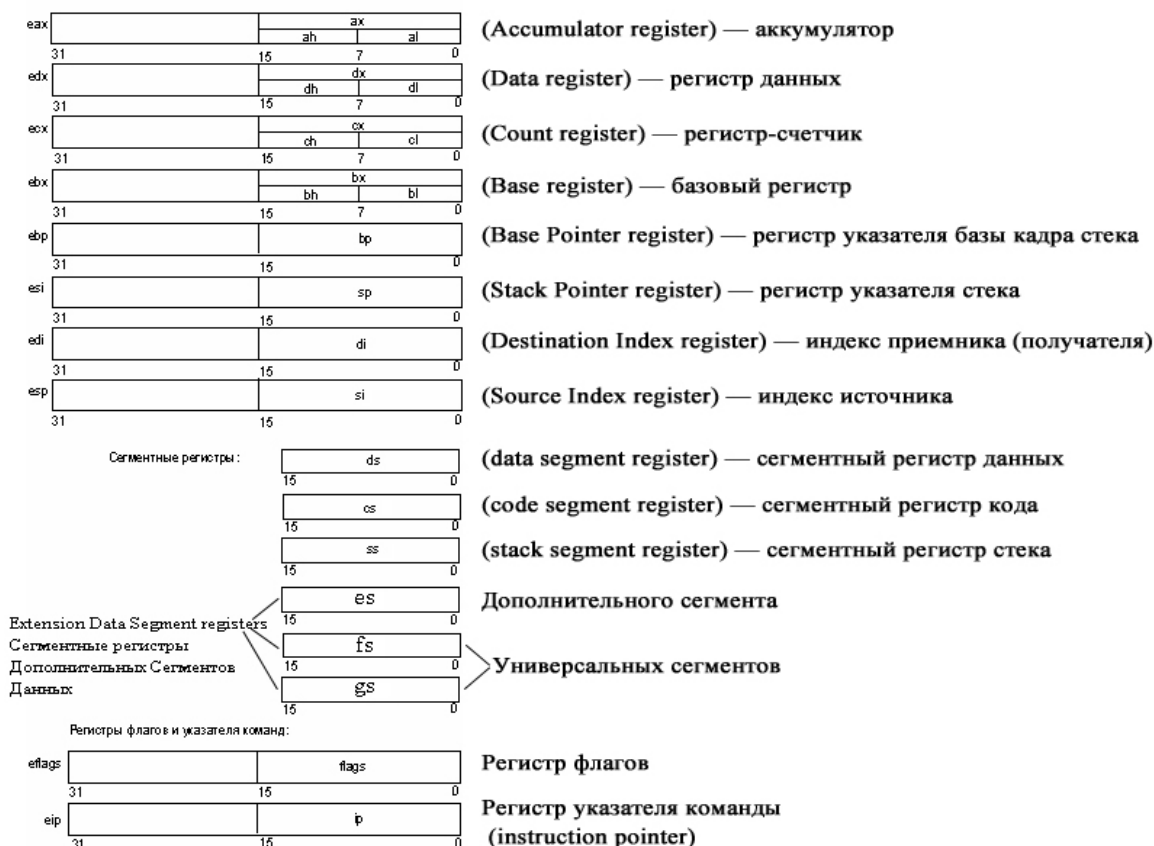 eax ax (Accumulator register) — аккумулятор
ah al
31 15 7 0
edx dx (Data register) — регистр данных
dh dl
31 15 7 0
ecx cx (Count register) — регистр-счетчик
ch cl
31 15 7 0
ebx bx (Base register) — базовый регистр
bh bl
31 15 7 0
ebp bp (Base Pointer register) — регистр указателя базы кадра стека
31 15 0
esi sp (Stack Pointer register) — регистр указателя стека
31 15 0
edi di (Destination Index register) — индекс приемника (получателя)
31 15 0
esp si (Source Index register) — индекс источника
31 15 0
Сегментные регистры: ds (data segment register) — сегментный регистр данных
15 0
cs (code segment register) — сегментный регистр кода
15 0
ss (stack segment register) — сегментный регистр стека
15 0
es Дополнительного сегмента
15 0
Extension Data Segment registers
Сегментные регистры
Дополнительных Сегментов
Данных
fs
15 0
Универсальных сегментов
gs
15 0
Регистры флагов и указателя команд:
eflags flags Регистр флагов
31 15 0
eip ip Регистр указателя команды
(instruction pointer)
31 15 0